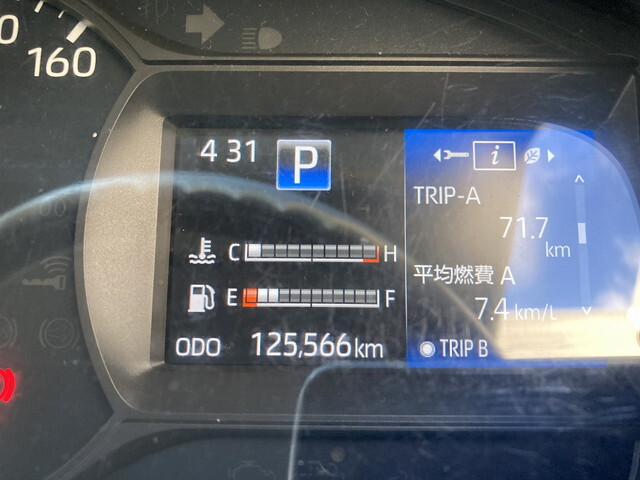 160
4 31
P
i
TRIP-A
71.7
km
C H
平均燃費 A
E F
7.4 km/L
ODO 125,566km
TRIP B